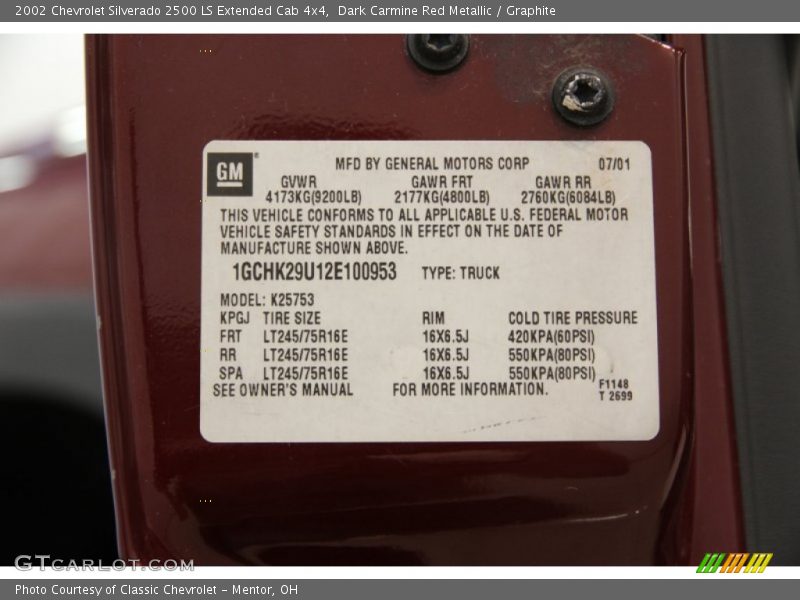 2002 Chevrolet Silverado 2500 LS Extended Cab 4x4,  Dark Carmine Red Metallic / Graphite
GM
MFD BY GENERAL MOTORS CORP 07/01
GVWR GAWR FRT GAWR RR
4173KG(9200LB) 2177KG(4800LB) 2760KG(6084LB)
THIS VEHICLE CONFORMS TO ALL APPLICABLE U.S. FEDERAL MOTOR
VEHICLE SAFETY STANDARDS IN EFFECT ON THE DATE OF
MANUFACTURE SHOWN ABOVE.
1GCHK29U12E100953 TYPE: TRUCK
MODEL: K25753
KPGJ TIRE SIZE RIM COLD TIRE PRESSURE
FRT LT245/75R16E 16X6.5J 420KPA(60PSI)
RR LT245/75R16E 16X6.5J 550KPA(80PSI)
SPA LT245/75R16E 16X6.5J 550KPA(80PSI)
SEE OWNER'S MANUAL FOR MORE INFORMATION. F1148
T 2699
GTCARLOT.COM
Photo Courtesy of Classic Chevrolet - Mentor, OH